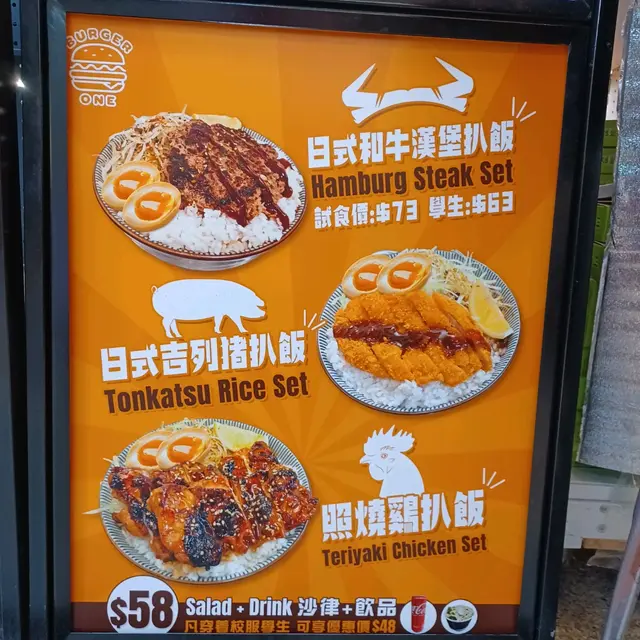 BURGER
ONE
日式和牛漢堡扒飯
Hamburg Steak Set
試食價:$73 學生:$63
日式吉列豬扒飯
Tonkatsu Rice Set
照燒鷄扒飯
Teriyaki Chicken Set
$58
Salad + Drink 沙律+飲品
凡穿着校服學生 可享優惠價$48